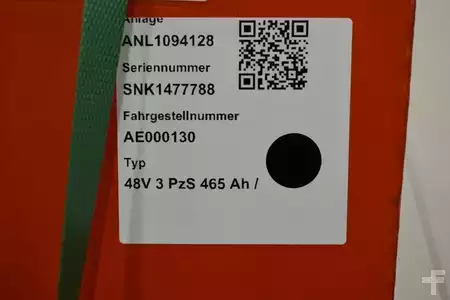 Anlage
ANL1094128
Seriennummer
SNK1477788
Fahrgestellnummer
AE000130
Typ
48V 3 PzS 465 Ah /